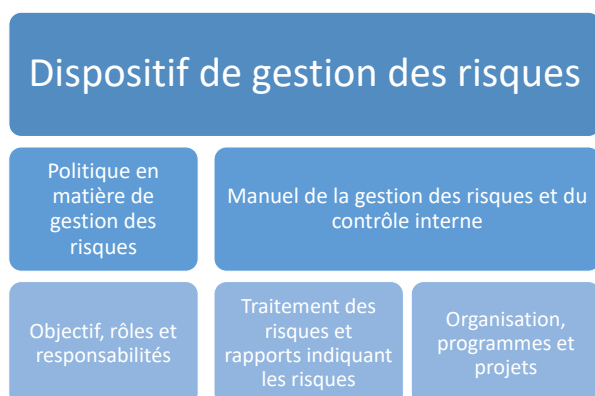 Dispositif de gestion des risques
Politique en
matière de
gestion des
risques
Manuel de la gestion des risques et du
contrôle interne
Objectif, rôles et
responsabilités
Traitement des
risques et
rapports indiquant
les risques
Organisation,
programmes et
projets